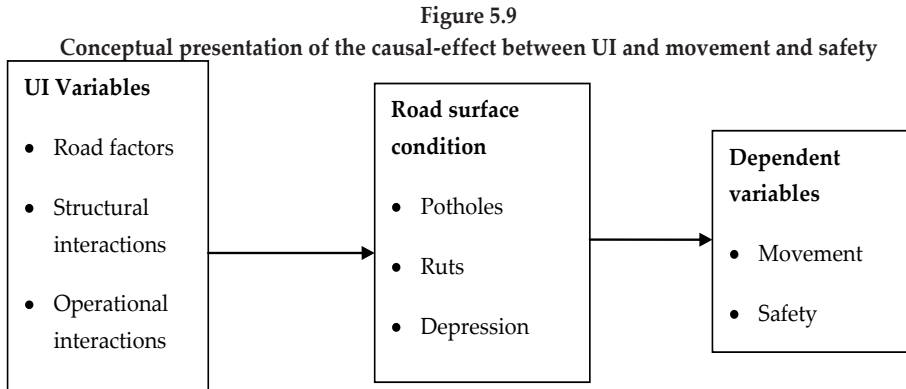 Figure 5.9
Conceptual presentation of the causal-effect between UI and movement and safety
UI Variables
• Road factors
• Structural
interactions
• Operational
interactions
Road surface
condition
• Potholes
• Ruts
• Depression
Dependent
variables
• Movement
• Safety